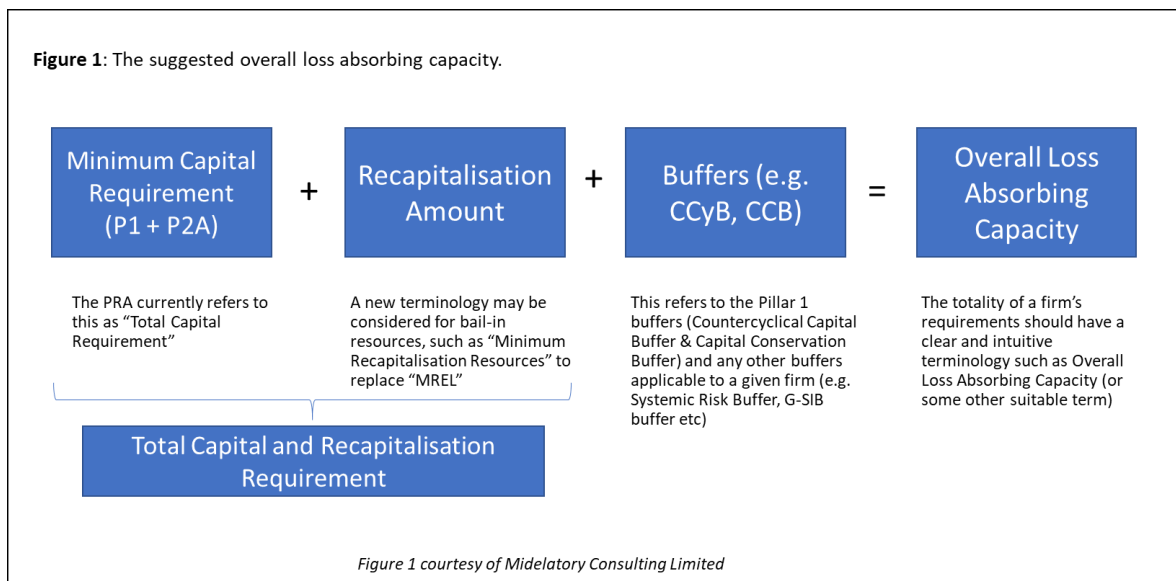 Figure 1: The suggested overall loss absorbing capacity.
Minimum Capital
Requirement
(P1 + P2A)
+
Recapitalisation
Amount
+
Buffers (e.g.
CCyB, CCB)
=
Overall Loss
Absorbing
Capacity
The PRA currently refers to
this as “Total Capital
Requirement”
A new terminology may be
considered for bail-in
resources, such as “Minimum
Recapitalisation Resources” to
replace “MREL”
This refers to the Pillar 1
buffers (Countercyclical Capital
Buffer & Capital Conservation
Buffer) and any other buffers
applicable to a given firm (e.g.
Systemic Risk Buffer, G-SIB
buffer etc)
The totality of a firm’s
requirements should have a
clear and intuitive
terminology such as Overall
Loss Absorbing Capacity (or
some other suitable term)
Total Capital and Recapitalisation
Requirement
Figure 1 courtesy of Midelatory Consulting Limited